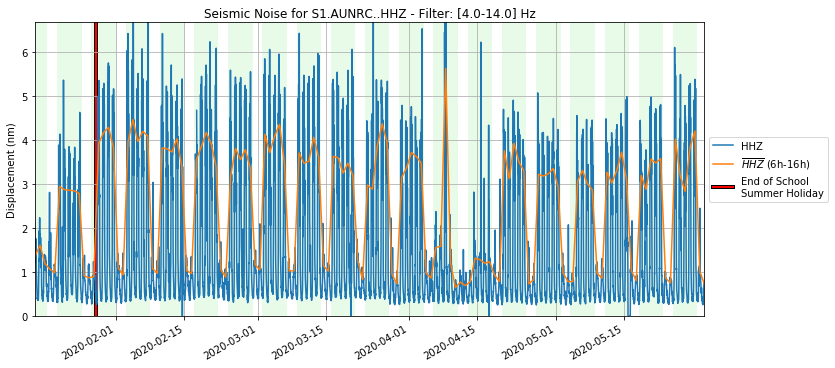 Seismic Noise for S1.AUNRC..HHZ - Filter: [4.0-14.0] Hz
Displacement (nm)
6
5
4
3
2
1
0
2020-02-01
2020-02-15
2020-03-01
2020-03-15
2020-04-01
2020-04-15
2020-05-01
2020-05-15
HHZ
HHZ (6h-16h)
End of School
Summer Holiday